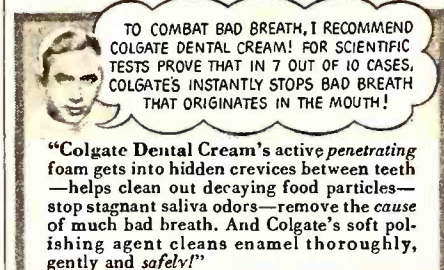 TO COMBAT BAD BREATH, I RECOMMEND
COLGATE DENTAL CREAM! FOR SCIENTIFIC
TESTS PROVE THAT IN 7 OUT OF 10 CASES,
COLGATE'S INSTANTLY STOPS BAD BREATH
THAT ORIGINATES IN THE MOUTH!
"Colgate Dental Cream's active penetrating
foam gets into hidden crevices between teeth
—helps clean out decaying food particles—
stop stagnant saliva odors—remove the cause
of much bad breath. And Colgate's soft pol-
ishing agent cleans enamel thoroughly,
gently and safely!"